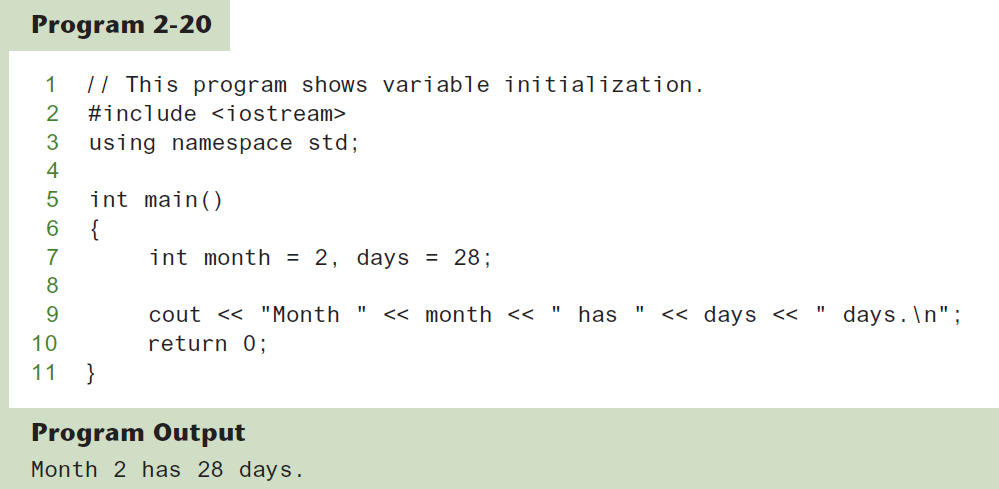 Program 2-20
1 // This program shows variable initialization.
2 #include <iostream>
3 using namespace std;
4
5 int main()
6 {
7 int month = 2, days = 28;
8
9 cout << "Month " << month << " has " << days << " days.\n";
10 return 0;
11 }
Program Output
Month 2 has 28 days.